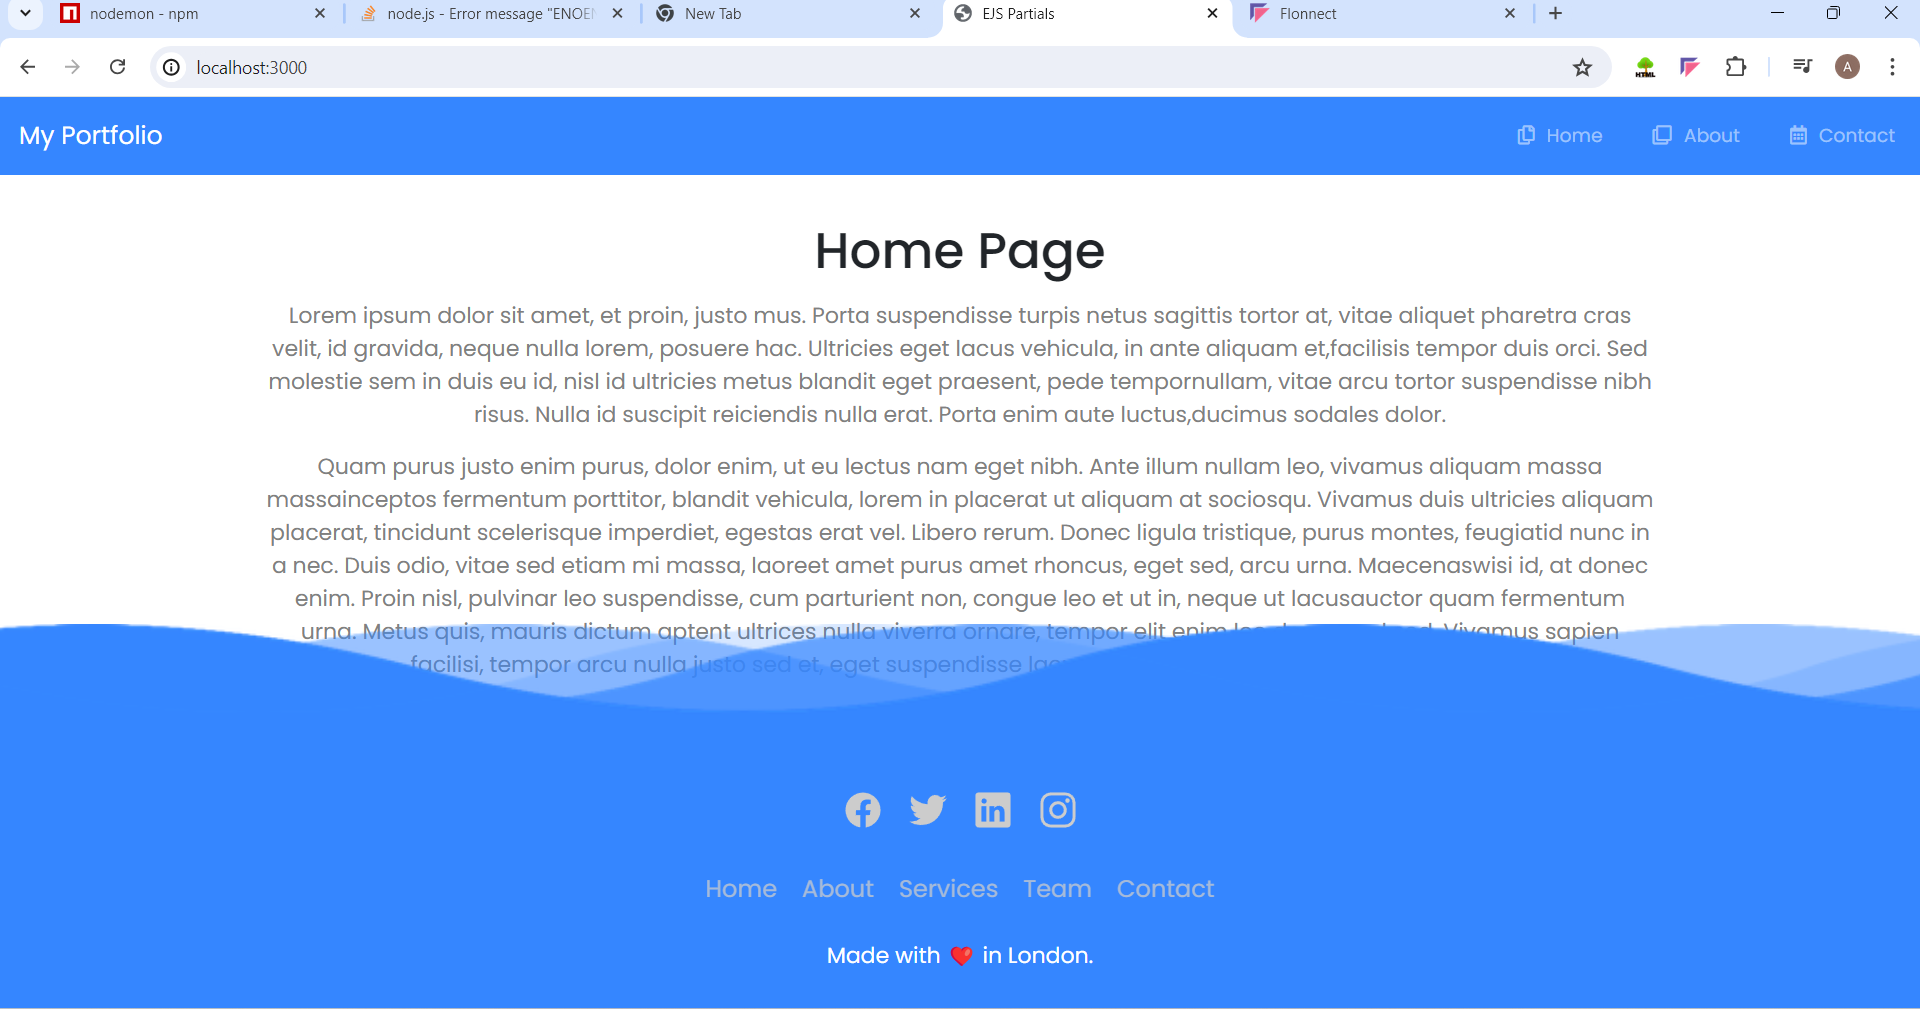 nodemon - npm
node.js - Error message "ENOEN
New Tab
EJS Partials
Flonnect
localhost:3000
HTML
A
My Portfolio
Home
About
Contact
Home Page
Lorem ipsum dolor sit amet, et proin, justo mus. Porta suspendisse turpis netus sagittis tortor at, vitae aliquet pharetra cras
velit, id gravida, neque nulla lorem, posuere hac. Ultricies eget lacus vehicula, in ante aliquam et,facilisis tempor duis orci. Sed
molestie sem in duis eu id, nisl id ultricies metus blandit eget praesent, pede tempornullam, vitae arcu tortor suspendisse nibh
risus. Nulla id suscipit reiciendis nulla erat. Porta enim aute luctus,ducimus sodales dolor.
Quam purus justo enim purus, dolor enim, ut eu lectus nam eget nibh. Ante illum nullam leo, vivamus aliquam massa
massainceptos fermentum porttitor, blandit vehicula, lorem in placerat ut aliquam at sociosqu. Vivamus duis ultricies aliquam
placerat, tincidunt scelerisque imperdiet, egestas erat vel. Libero rerum. Donec ligula tristique, purus montes, feugiatid nunc in
a nec. Duis odio, vitae sed etiam mi massa, laoreet amet purus amet rhoncus, eget sed, arcu urna. Maecenaswisi id, at donec
enim. Proin nisl, pulvinar leo suspendisse, cum parturient non, congue leo et ut in, neque ut lacusauctor quam fermentum
urna. Metus quis, mauris dictum aptent ultrices nulla viverra ornare, tempor elit enim Vivamus sapien
facilisi, tempor arcu nulla justo sed et, eget suspendisse
Home
About
Services
Team
Contact
Made with ❤️ in London.